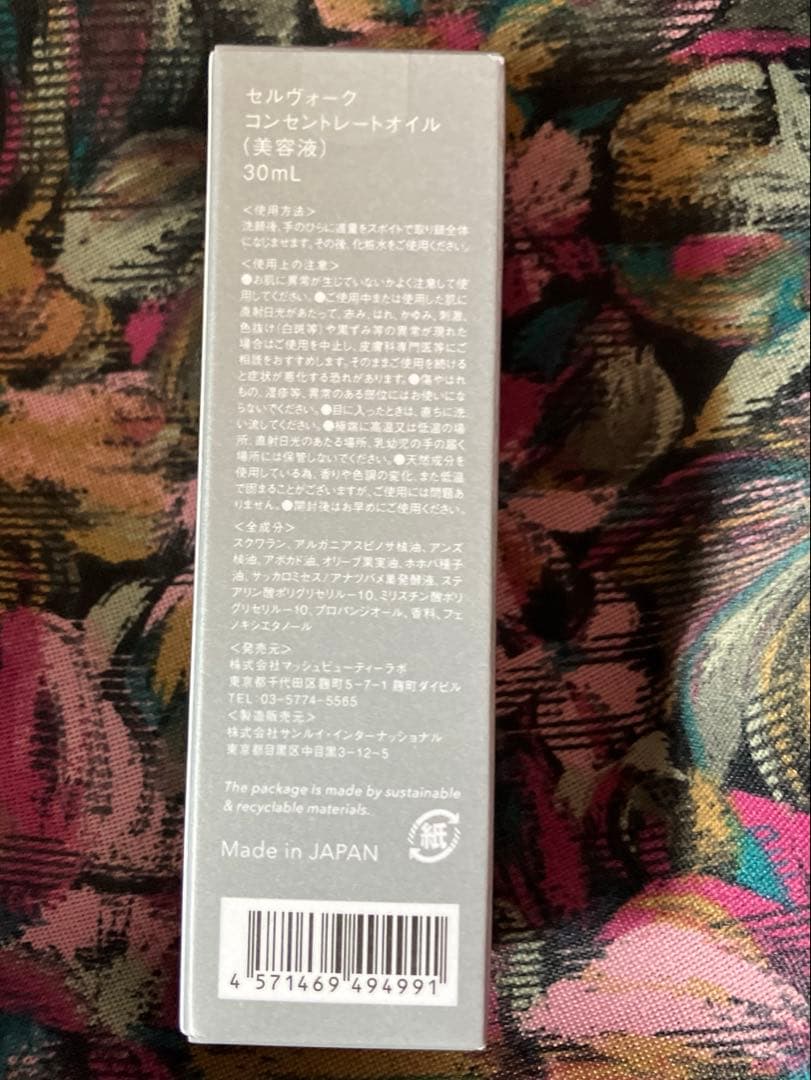 セルヴォーク
コンセントレートオイル
(美容液)
30mL
<使用方法>
洗顔後、手のひらに適量をスポイトで取り顔全体
になじませます。その後、化粧水をご使用ください。
<使用上の注意>
●お肌に異常が生じていないかよく注意して使
用してください。●ご使用中または使用した肌に
直射日光があたって、赤み、はれ、かゆみ、刺激、
色抜け(白斑等)や黒ずみ等の異常が現れた
場合はご使用を中止し、皮膚科専門医等にご
相談をおすすめします。そのままご使用を続ける
と症状が悪化する恐れがあります。●傷やはれ
もの、湿疹等、異常のある部位にはお使いにな
らないでください。●目に入ったときは、直ちに洗
い流してください。●極端に高温又は低温の場
所、直射日光のあたる場所、乳幼児の手の届く
場所には保管しないでください。●天然成分を
使用している為、香りや色調の変化、また低温
で固まることがございますが、ご使用には問題あ
りません。●開封後はお早めにご使用ください。
<全成分>
スクワラン、アルガニアスピノサ核油、アンズ
核油、アボカド油、オリーブ果実油、ホホバ種子
油、サッカロミセス/アナツバメ巣発酵液、ステ
アリン酸ポリグリセリル-10、ミリスチン酸ポリ
グリセリル-10、プロパンジオール、香料、フェ
ノキシエタノール
<発売元>
株式会社マッシュビューティーラボ
東京都千代田区麹町5-7-1 麹町ダイビル
TEL:03-5774-5565
<製造販売元>
株式会社サンルイ・インターナッショナル
東京都目黒区中目黒3-12-5
The package is made by sustainable
& recyclable materials.
紙
Made in JAPAN
4 571469 494991